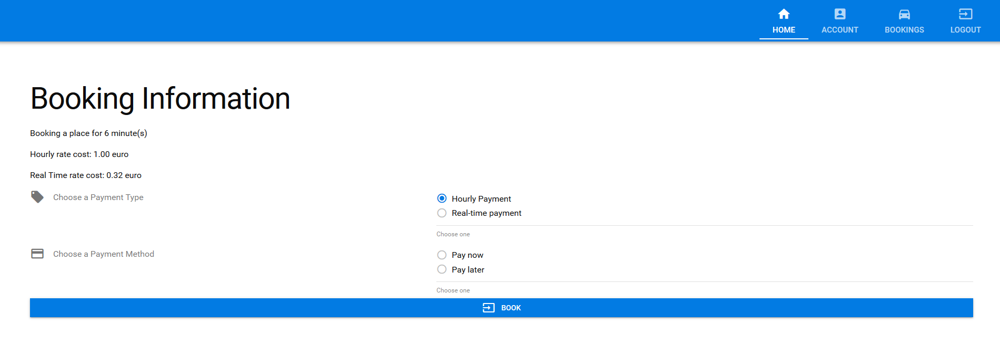 HOME
ACCOUNT
BOOKINGS
LOGOUT
Booking Information
Booking a place for 6 minute(s)
Hourly rate cost: 1.00 euro
Real Time rate cost: 0.32 euro
Choose a Payment Type
Hourly Payment
Real-time payment
Choose one
Choose a Payment Method
Pay now
Pay later
Choose one
BOOK